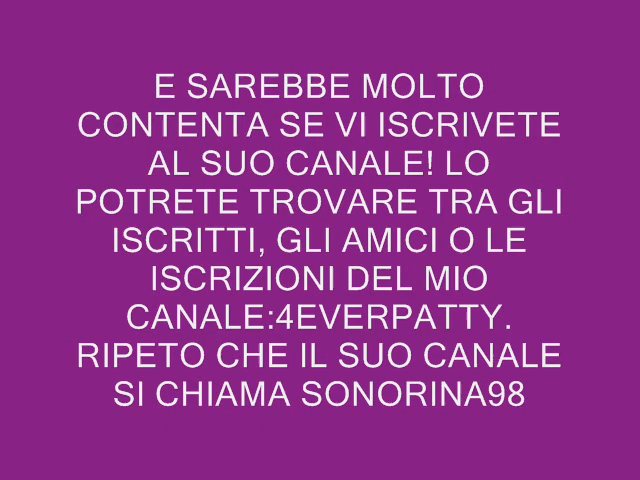 E SAREBBE MOLTO
CONTENTA SE VI ISCRIVETE
AL SUO CANALE! LO
POTRETE TROVARE TRA GLI
ISCRITTI, GLI AMICI O LE
ISCRIZIONI DEL MIO
CANALE:4EVERPATTY.
RIPETO CHE IL SUO CANALE
SI CHIAMA SONORINA98